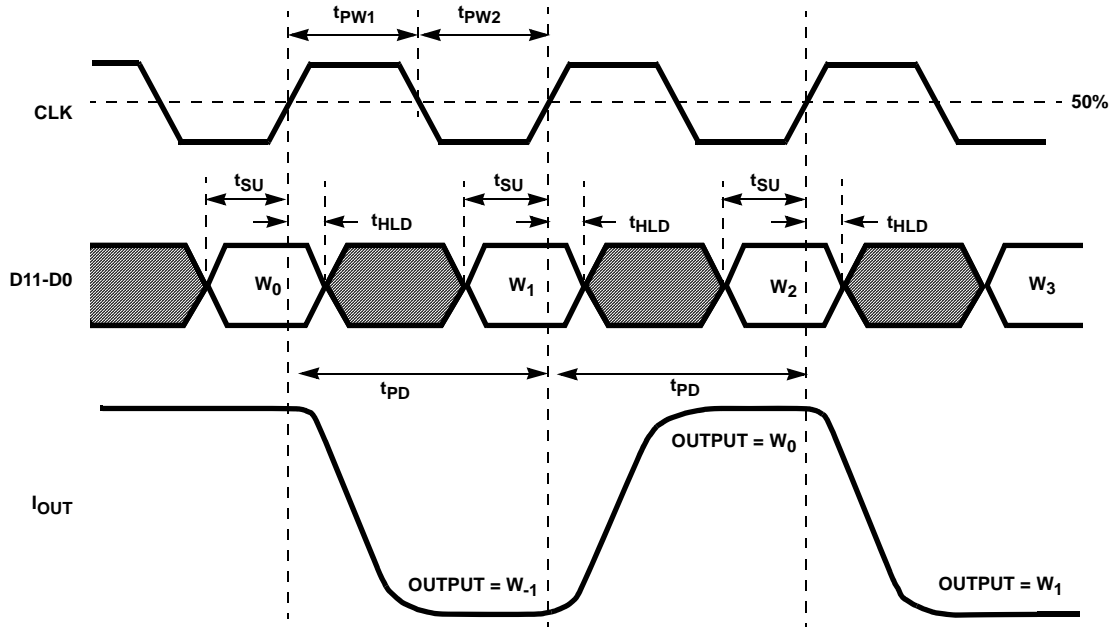 tPW1 tPW2
CLK
50%
tSU tSU tSU
tHLD tHLD tHLD
D11-D0
W0 W1 W2 W3
tPD tPD
OUTPUT = W0
IOUT
OUTPUT = W-1
OUTPUT = W1